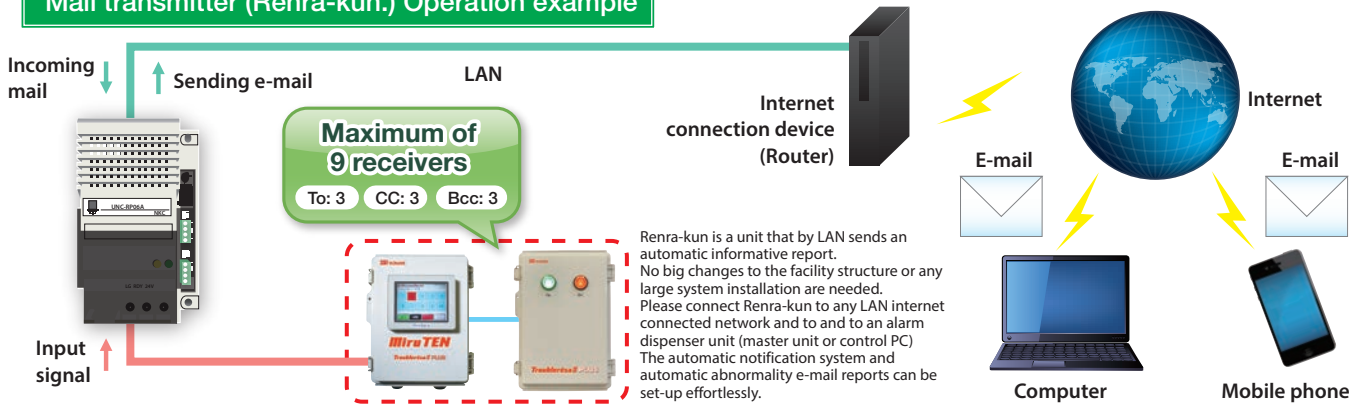 Mail transmitter (Renra-kun.) Operation example
Incoming
mail
Sending e-mail
LAN
Internet
connection device
(Router)
Internet
Maximum of
9 receivers
To: 3
CC: 3
Bcc: 3
E-mail
E-mail
UNC-RP06A
NKC
Input
signal
MiruTEN
Renra-kun is a unit that by LAN sends an
automatic informative report.
No big changes to the facility structure or any
large system installation are needed.
Please connect Renra-kun to any LAN internet
connected network and to and to an alarm
dispenser unit (master unit or control PC)
The automatic notification system and
automatic abnormality e-mail reports can be
set-up effortlessly.
Computer
Mobile phone